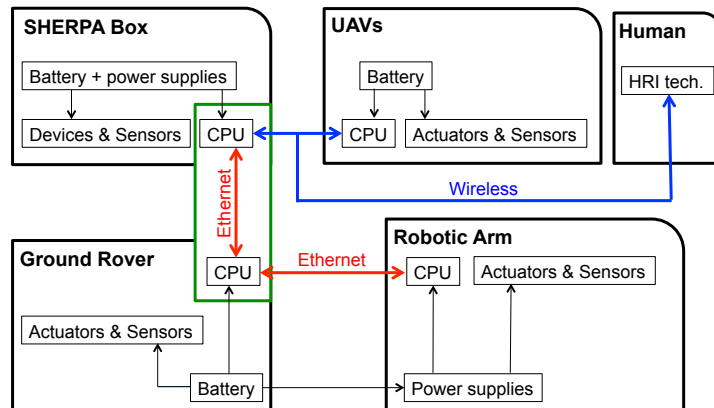 SHERPA Box
UAVs
Human
Battery + power supplies
Battery
HRI tech.
Devices & Sensors
CPU
CPU
Actuators & Sensors
Wireless
Ethernet
Ground Rover
Robotic Arm
CPU
Ethernet
CPU
Actuators & Sensors
Actuators & Sensors
Battery
Power supplies